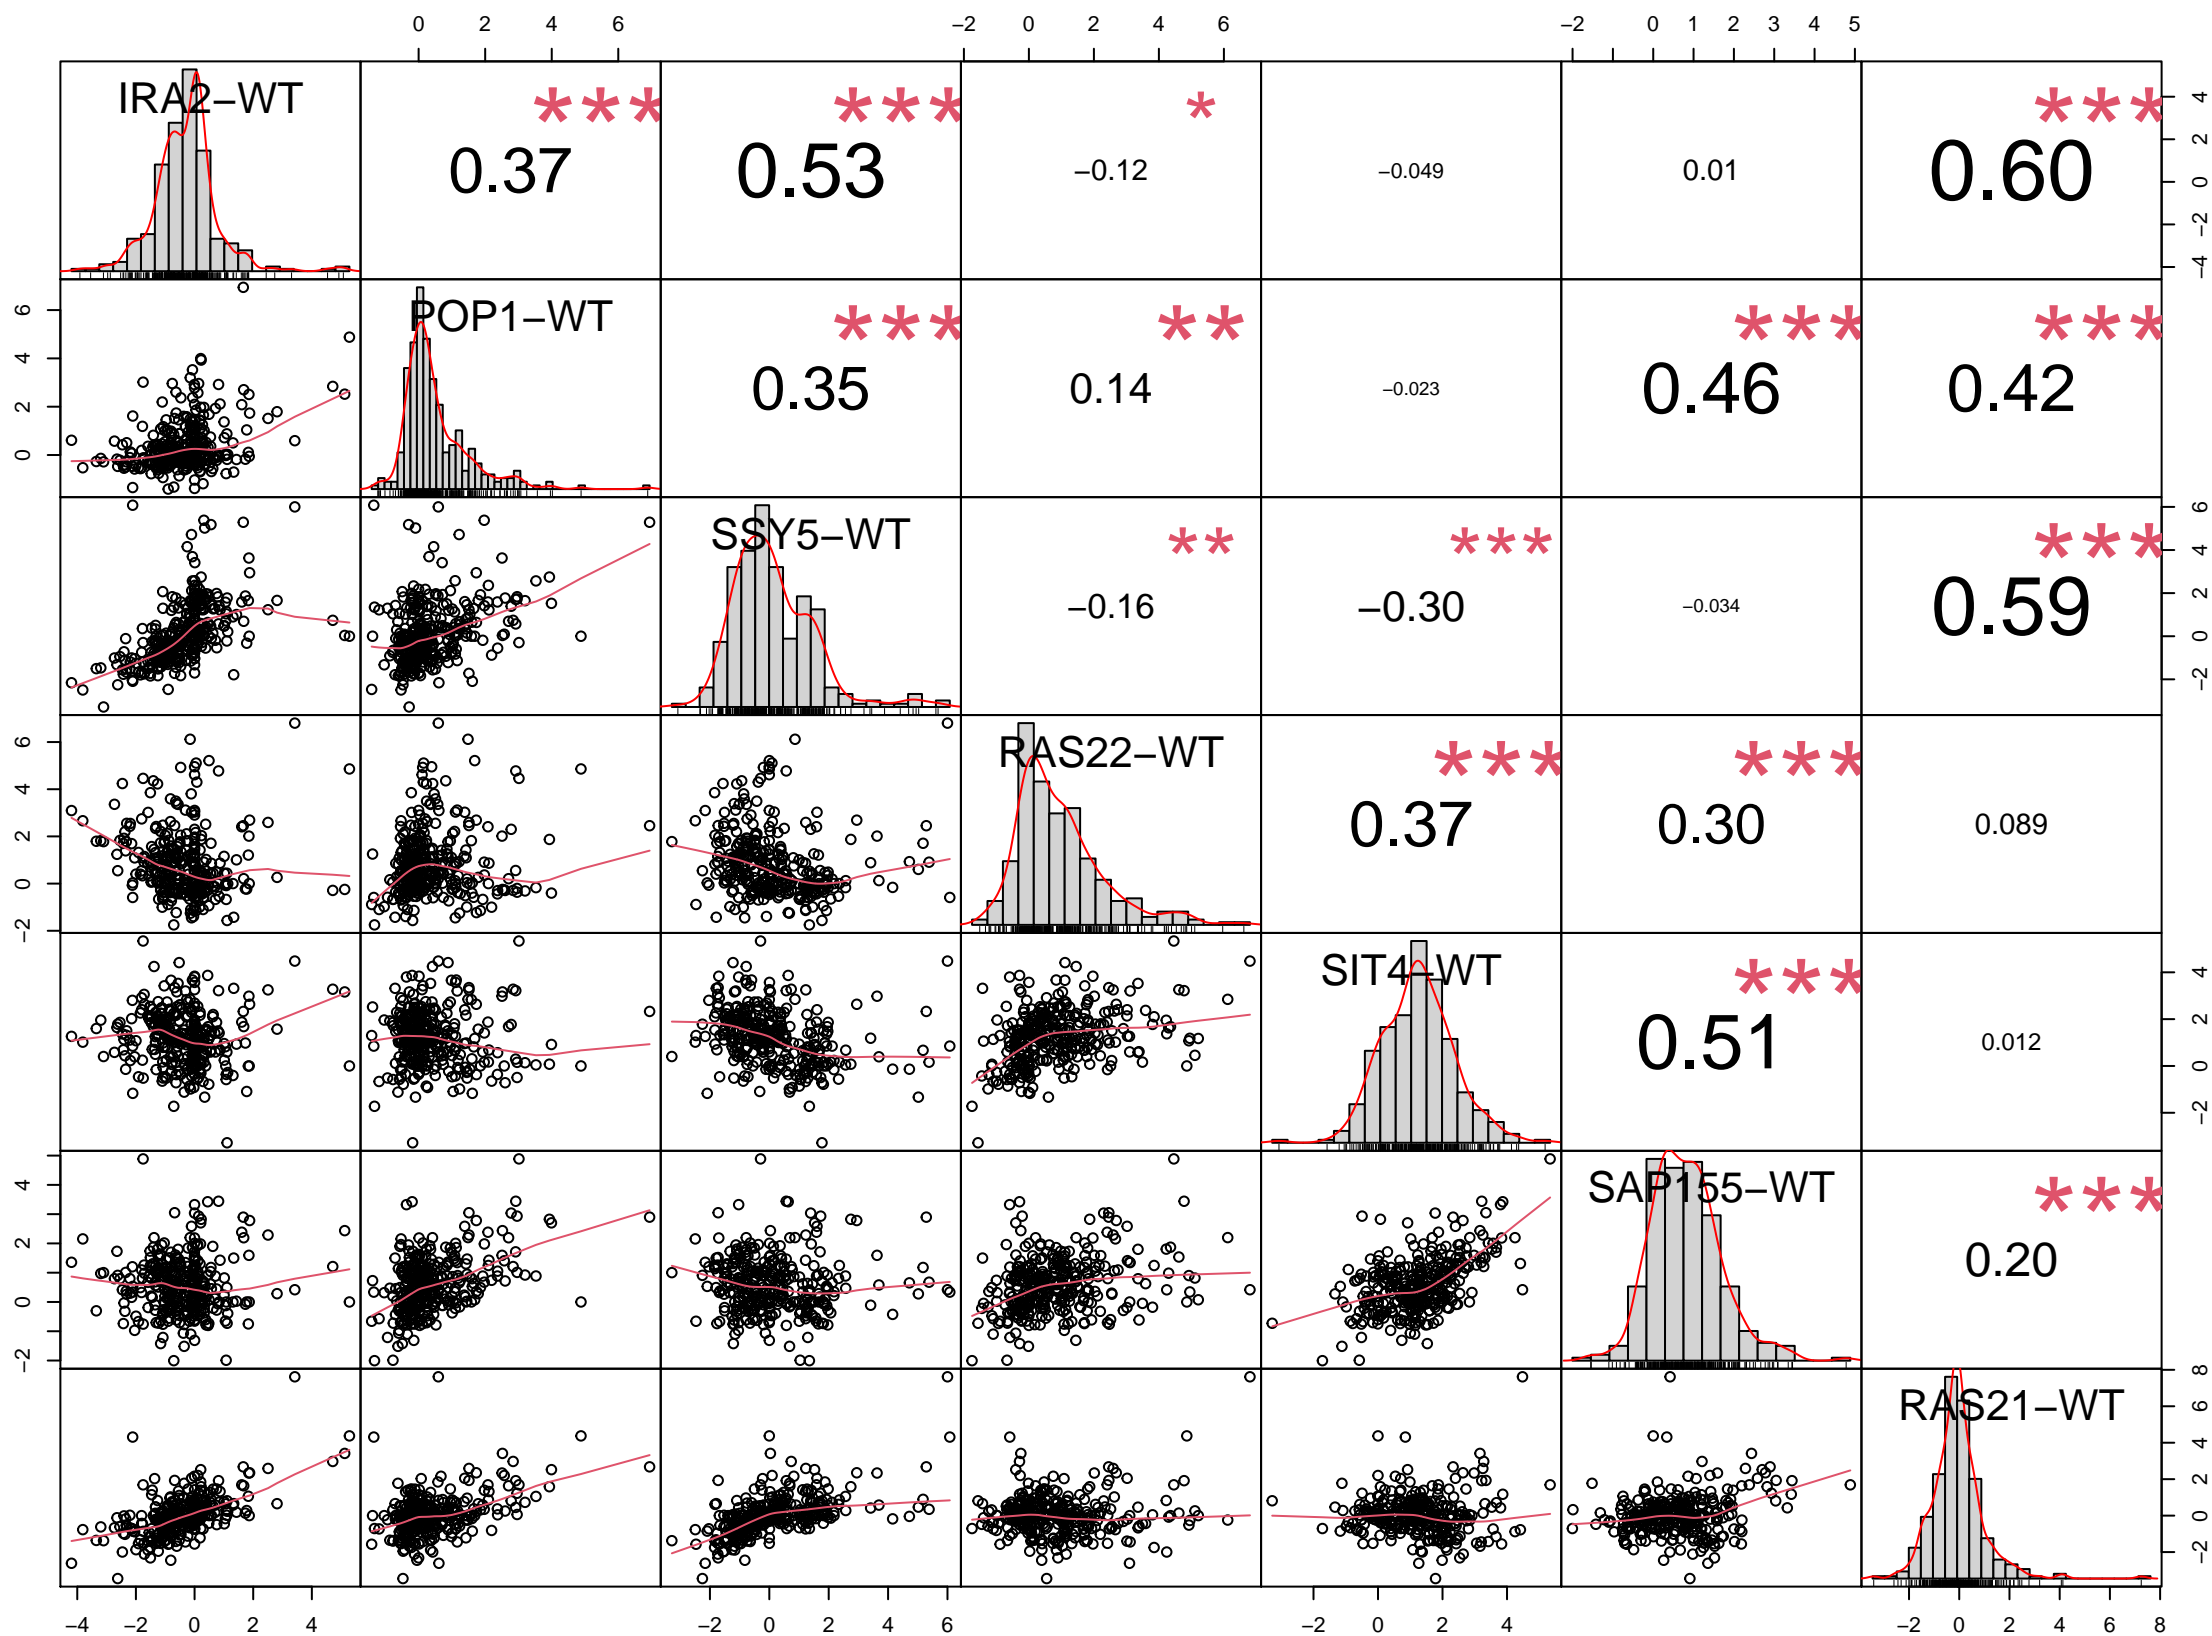 0 2 4 6 −2 0 2 4 6 −2 0 1 2 3 4 5
IRA2−WT *** *** * ***
0.37 0.53 −0.12 −0.049 0.01 0.60
−4 −2 0 2 4
POP1−WT *** ** *** ***
0.35 0.14 −0.023 0.46 0.42
0 2 4 6
SSY5−WT ** *** ***
−0.16 −0.30 −0.034 0.59
−2 0 2 4 6
RAS22−WT *** ***
0.37 0.30 0.089
−2 0 2 4 6
SIT4−WT ***
0.51 0.012
−2 0 2 4
SAP155−WT ***
0.20
−2 0 2 4
RAS21−WT
−2 0 2 4 6 8
−4 −2 0 2 4 −2 0 2 4 6 −2 0 2 4 −2 0 2 4 6 8